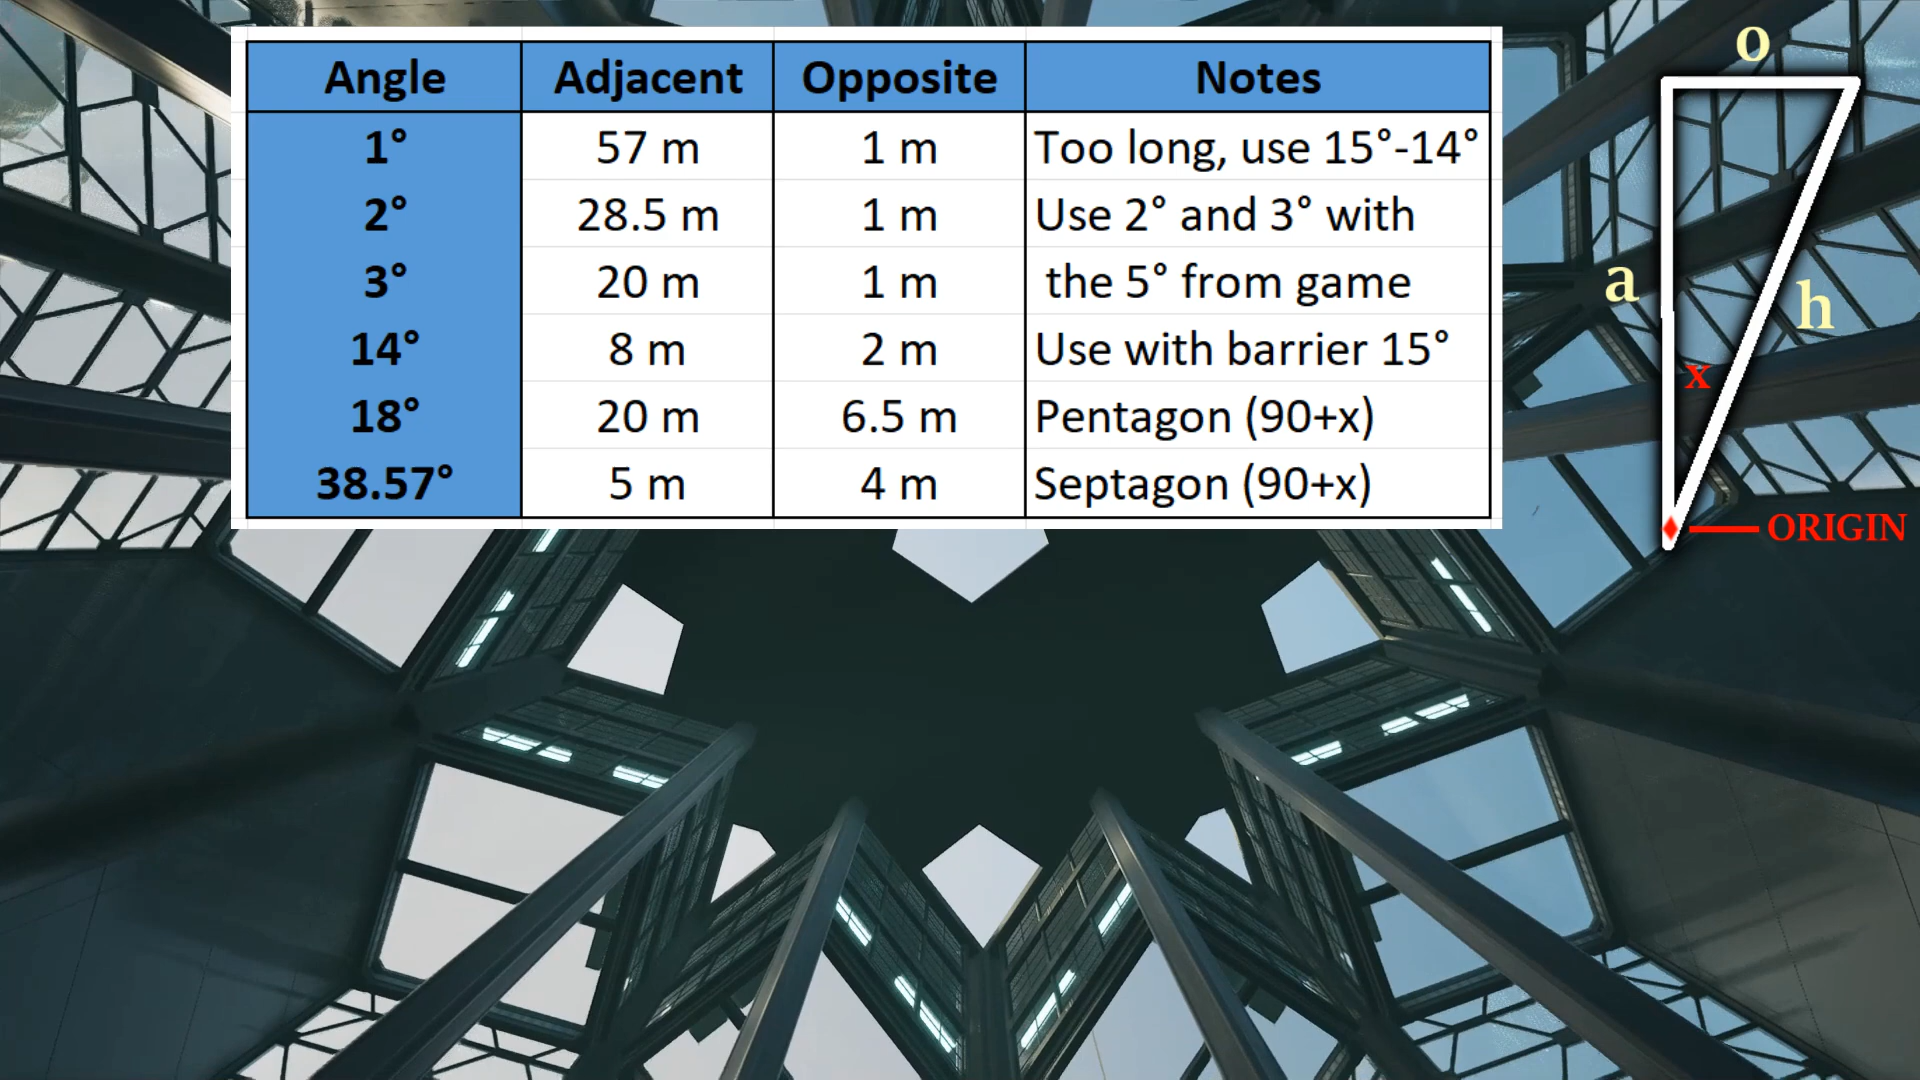 Angle Adjacent Opposite Notes
1° 57 m 1 m Too long, use 15°-14°
2° 28.5 m 1 m Use 2° and 3° with
3° 20 m 1 m the 5° from game
14° 8 m 2 m Use with barrier 15°
18° 20 m 6.5 m Pentagon (90+x)
38.57° 5 m 4 m Septagon (90+x)
o
a
h
x
ORIGIN